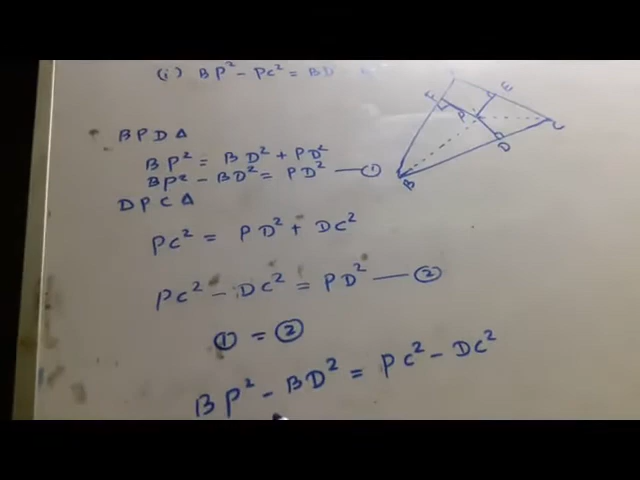 (i) BP² - PC² = BD
BPD Δ
BP² = BD² + PD²
BP² - BD² = PD² — ①
DPC Δ
PC² = PD² + DC²
PC² - DC² = PD² — ②
① = ②
BP² - BD² = PC² - DC²
F
E
P
C
D
B